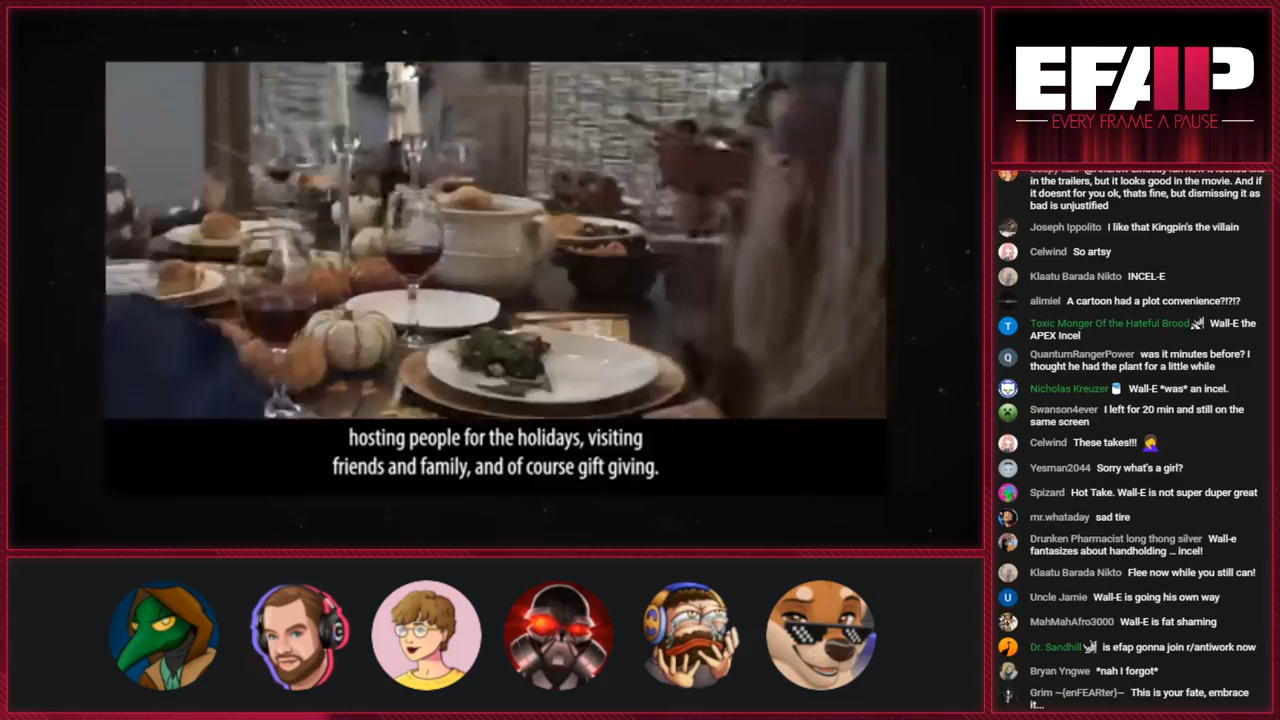 EFAP
EVERY FRAME A PAUSE
hosting people for the holidays, visiting
friends and family, and of course gift giving.
in the trailers, but it looks good in the movie. And if
it doesnt for you ok, thats fine, but dismissing it as
bad is unjustified
Joseph Ippolito I like that Kingpin's the villain
Celwind So artsy
Klaatu Barada Nikto INCEL-E
alimiel A cartoon had a plot convenience?!?!?
Toxic Monger Of the Hateful Brood Wall-E the
APEX Incel
QuantumRangerPower was it minutes before? I
thought he had the plant for a little while
Nicholas Kreuzer Wall-E *was* an incel.
Swanson4ever I left for 20 min and still on the
same screen
Celwind These takes!!!
Yesman2044 Sorry what's a girl?
Spizard Hot Take. Wall-E is not super duper great
mr.whataday sad tire
Drunken Pharmacist long thong silver Wall-e
fantasizes about handholding ... incel!
Klaatu Barada Nikto Flee now while you still can!
Uncle Jamie Wall-E is going his own way
MahMahAfro3000 Wall-E is fat shaming
Dr. Sandhill is efap gonna join r/antiwork now
Bryan Yngwe *nah I forgot*
Grim ~{enFEARter}~ This is your fate, embrace
it...
T
Q
U